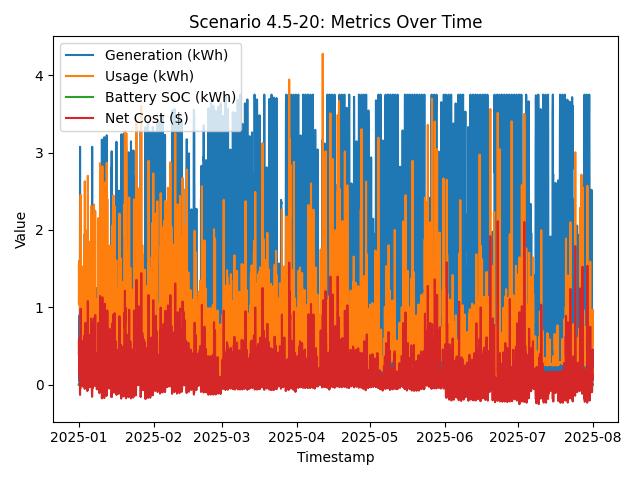 Scenario 4.5-20: Metrics Over Time
Generation (kWh)
Usage (kWh)
Battery SOC (kWh)
Net Cost ($)
Value
4
3
2
1
0
2025-01 2025-02 2025-03 2025-04 2025-05 2025-06 2025-07 2025-08
Timestamp